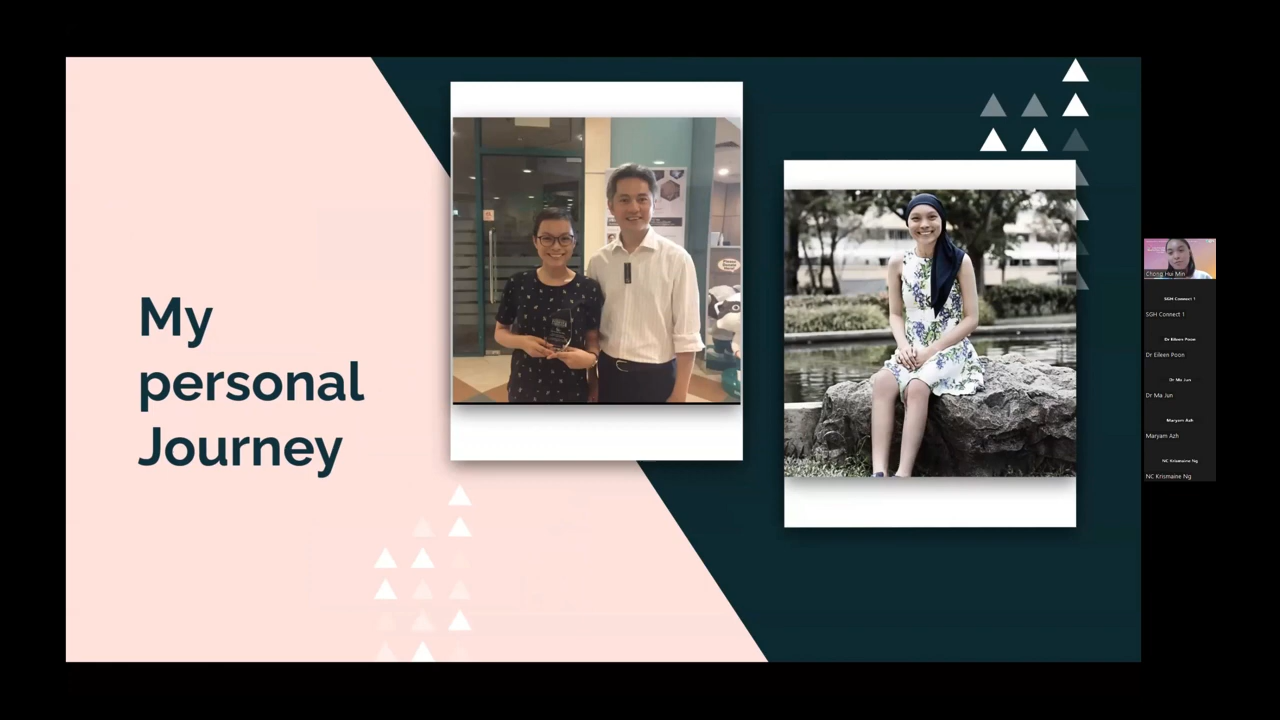 My
personal
Journey
Chong Hui Min
SGH Connect 1
SGH Connect 1
Dr Eileen Poon
Dr Eileen Poon
Dr Ma Jun
Dr Ma Jun
Maryam Azh
Maryam Azh
NC Krismaine Ng
NC Krismaine Ng